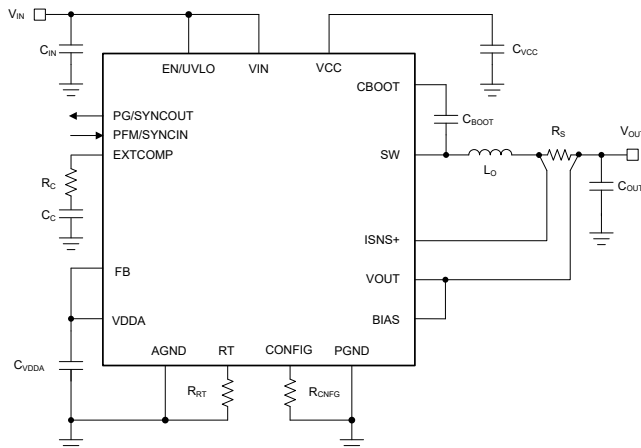 VIN
CIN
CVCC
EN/UVLO VIN VCC
CBOOT
PG/SYNCOUT
PFM/SYNCIN
EXTCOMP
CBOOT
RS
VOUT
SW
LO
COUT
RC
CC
ISNS+
FB
VOUT
VDDA
BIAS
CVDDA
AGND RT CONFIG PGND
RRT
RCNFG